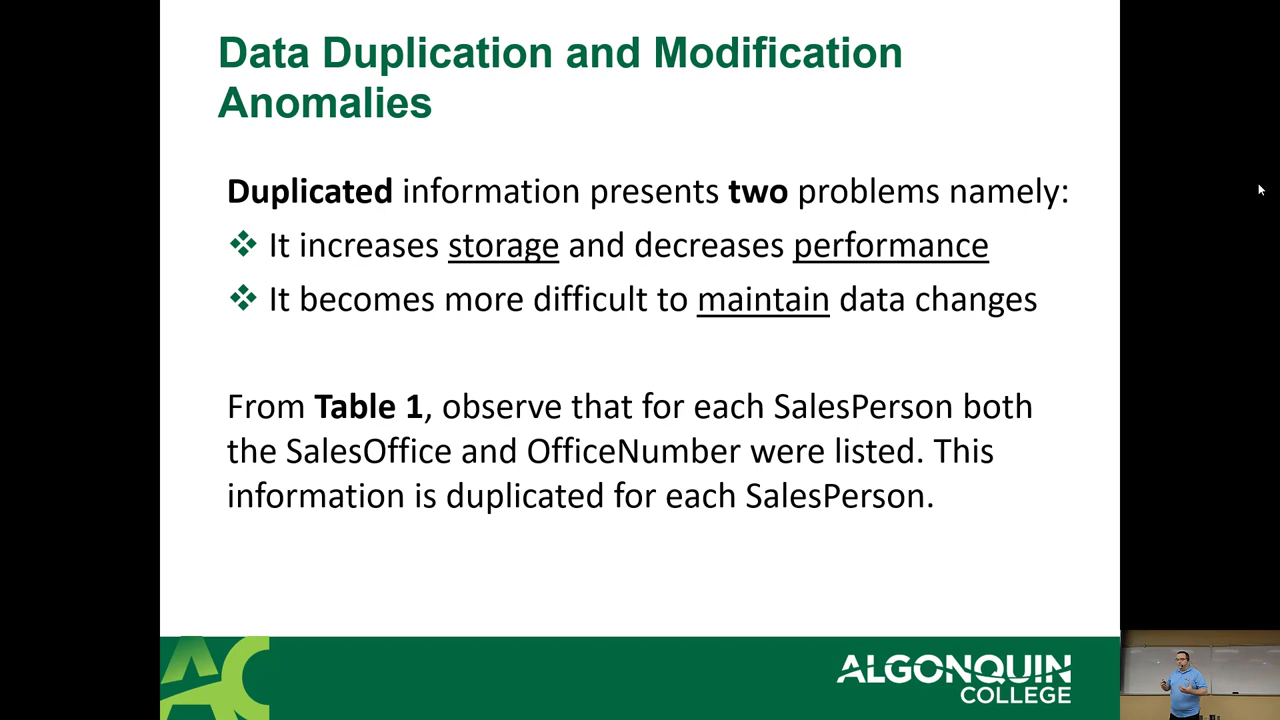 Data Duplication and Modification
Anomalies
Duplicated information presents two problems namely:
❖ It increases storage and decreases performance
❖ It becomes more difficult to maintain data changes
From Table 1, observe that for each SalesPerson both
the SalesOffice and OfficeNumber were listed. This
information is duplicated for each SalesPerson.
AC
ALGONQUIN
COLLEGE